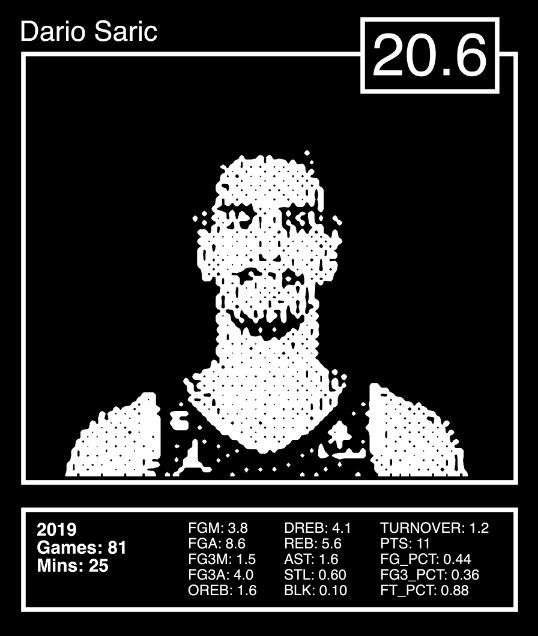 Dario Saric
20.6
2019
Games: 81
Mins: 25
FGM: 3.8
FGA: 8.6
FG3M: 1.5
FG3A: 4.0
OREB: 1.6
DREB: 4.1
REB: 5.6
AST: 1.6
STL: 0.60
BLK: 0.10
TURNOVER: 1.2
PTS: 11
FG_PCT: 0.44
FG3_PCT: 0.36
FT_PCT: 0.88